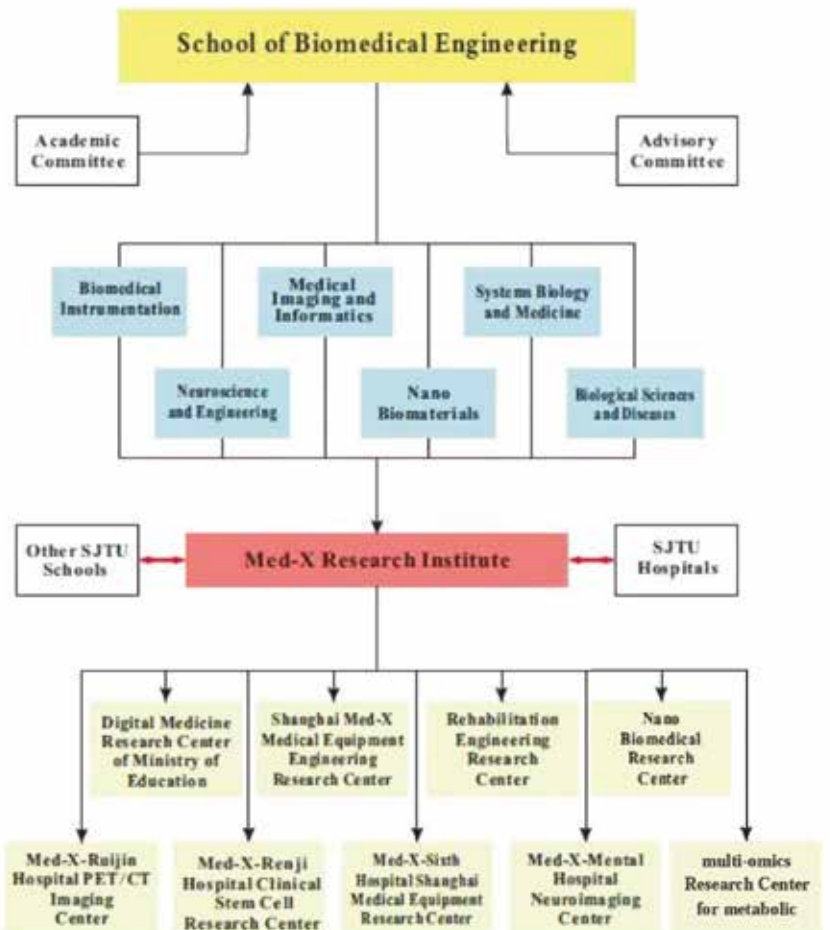 School of Biomedical Engineering
Academic
Committee
Advisory
Committee
Biomedical
Instrumentation
Medical
Imaging and
Informatics
Systems Biology
and Medicine
Neuroscience
and Engineering
Nano
Biomaterials
Biological Sciences
and Diseases
Other SJTU
Schools
Med-X Research Institute
SJTU
Hospitals
Digital Medicine
Research Center
of Ministry of
Education
Shanghai Med-X
Medical Equipment
Engineering
Research Center
Rehabilitation
Engineering
Research
Center
Nano
Biomedical
Research
Center
Med-X-Ruijin
Hospital PET/CT
Imaging
Center
Med-X-Renji
Hospital Clinical
Stem Cell
Research Center
Med-X-Sixth
Hospital Shanghai
Medical Equipment
Research Center
Med-X-Mental
Hospital
Neuroimaging
Center
multi-omics
Research Center
for metabolic